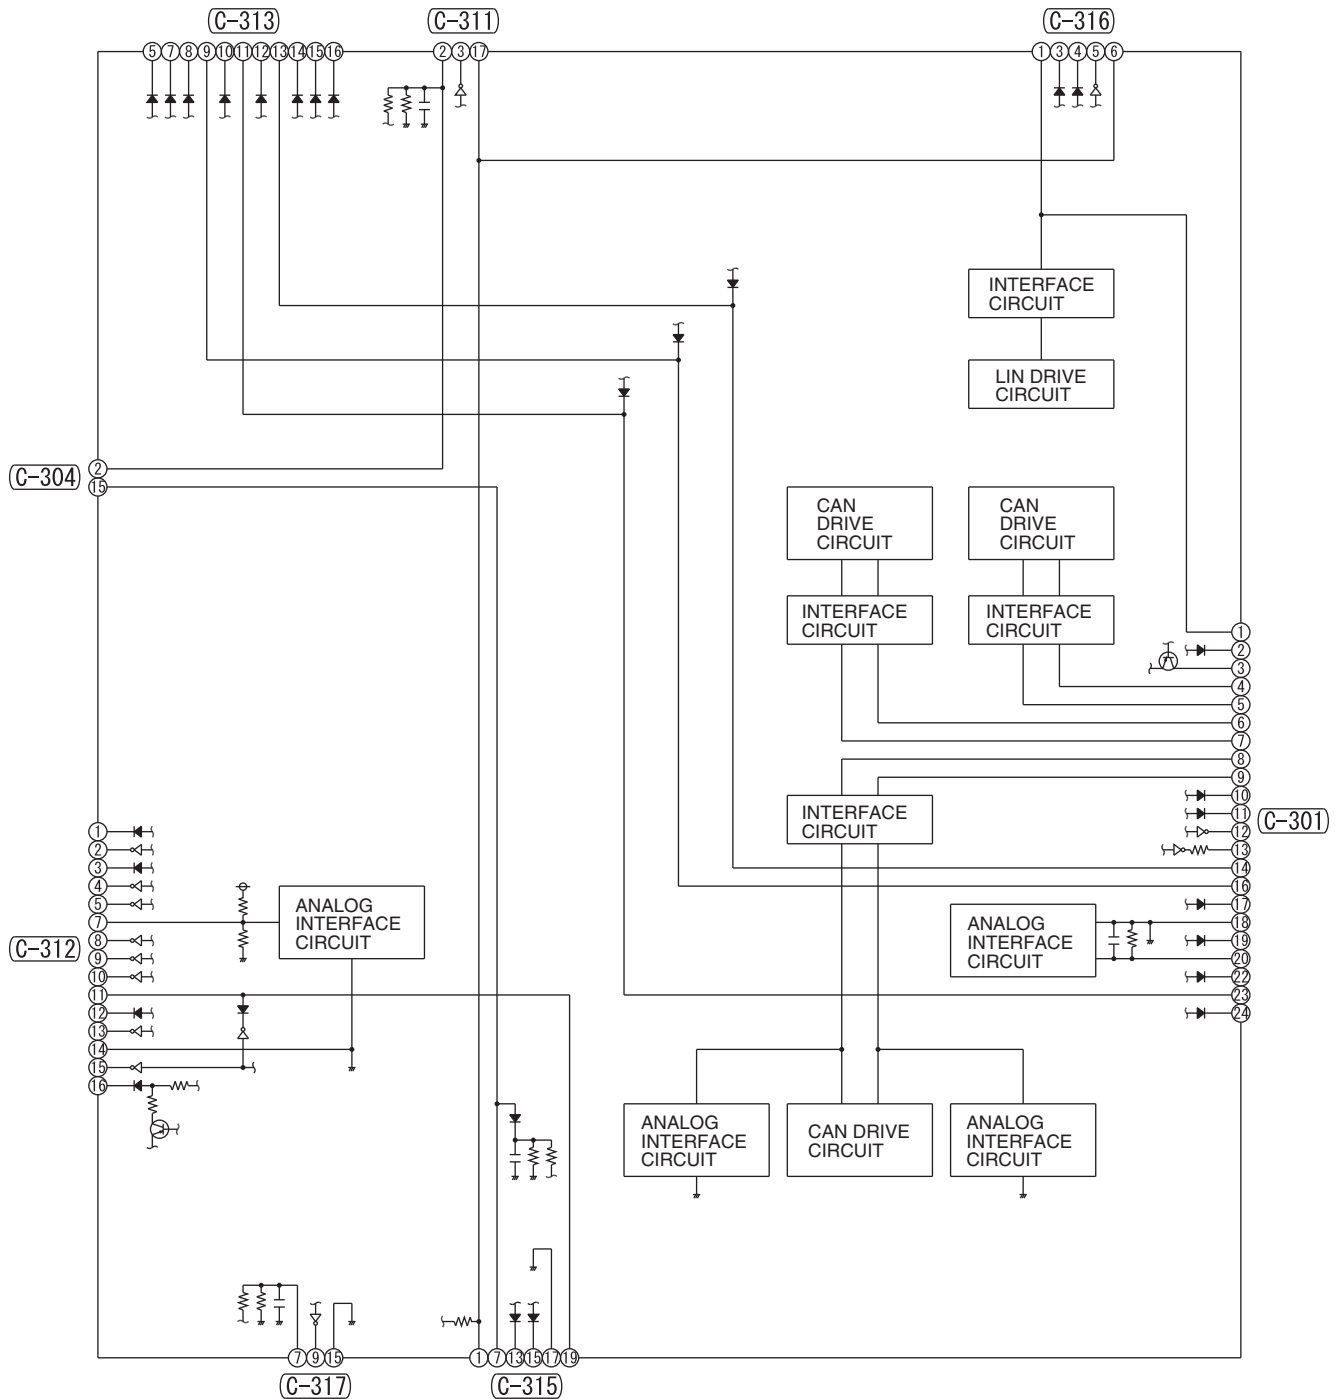 C-313
C-311
C-316
5 7 8 9 10 11 12 13 14 15 16
2 3 17
1 3 4 5 6
INTERFACE
CIRCUIT
LIN DRIVE
CIRCUIT
C-304
2
15
CAN
DRIVE
CIRCUIT
CAN
DRIVE
CIRCUIT
INTERFACE
CIRCUIT
INTERFACE
CIRCUIT
1
2
3
4
5
6
7
8
9
10
11
12
13
14
16
17
18
19
20
22
23
24
C-301
INTERFACE
CIRCUIT
1
2
3
4
5
7
8
9
10
11
12
13
14
15
16
C-312
ANALOG
INTERFACE
CIRCUIT
ANALOG
INTERFACE
CIRCUIT
ANALOG
INTERFACE
CIRCUIT
CAN DRIVE
CIRCUIT
ANALOG
INTERFACE
CIRCUIT
7 9 15
1 7 13 15 17 19
C-317
C-315